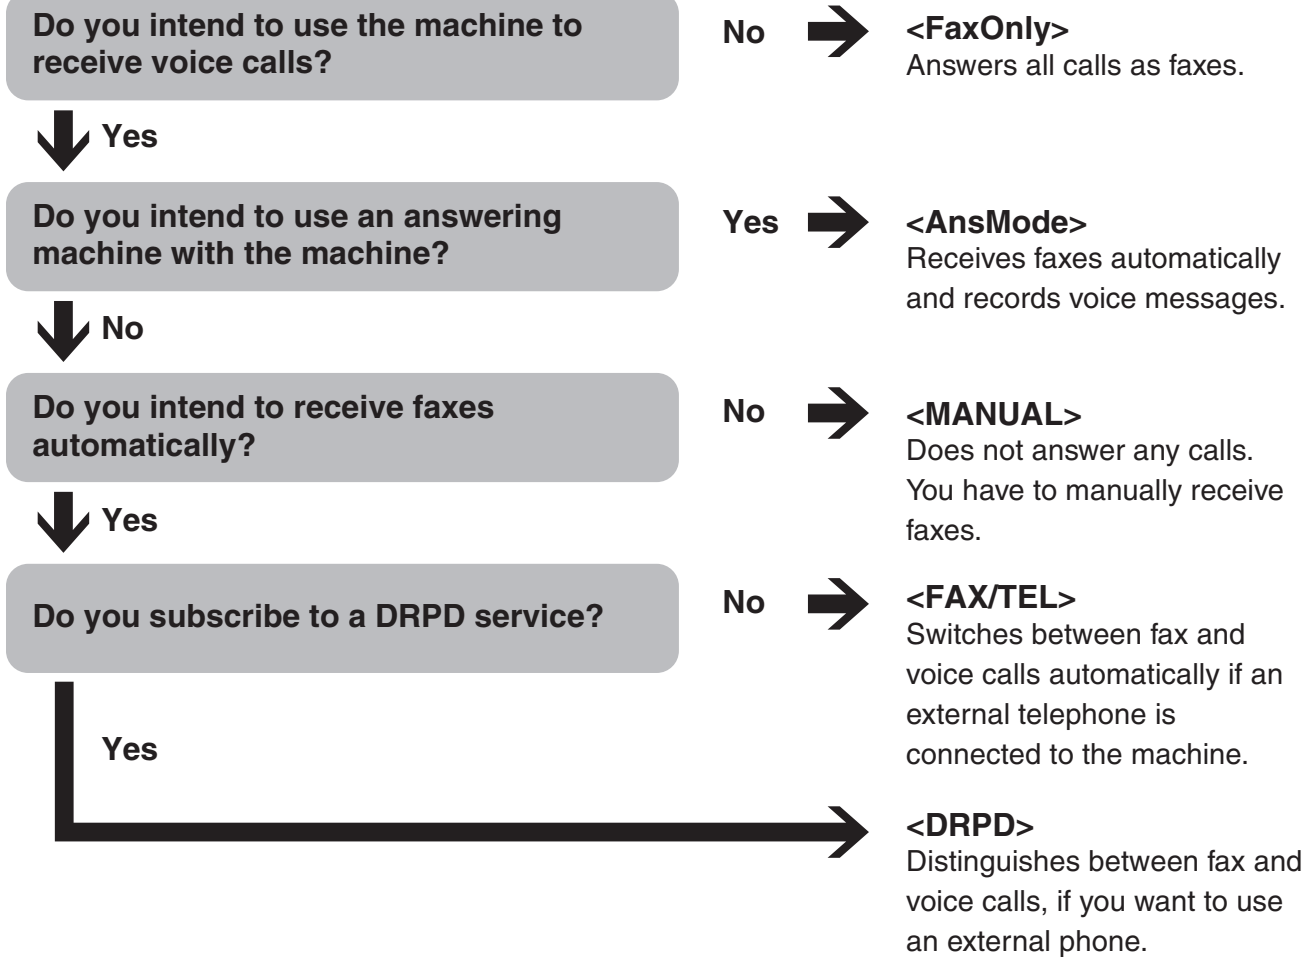 Do you intend to use the machine to
receive voice calls?
No
<FaxOnly>
Answers all calls as faxes.
Yes
Do you intend to use an answering
machine with the machine?
Yes
<AnsMode>
Receives faxes automatically
and records voice messages.
No
Do you intend to receive faxes
automatically?
No
<MANUAL>
Does not answer any calls.
You have to manually receive
faxes.
Yes
Do you subscribe to a DRPD service?
No
<FAX/TEL>
Switches between fax and
voice calls automatically if an
external telephone is
connected to the machine.
Yes
<DRPD>
Distinguishes between fax and
voice calls, if you want to use
an external phone.